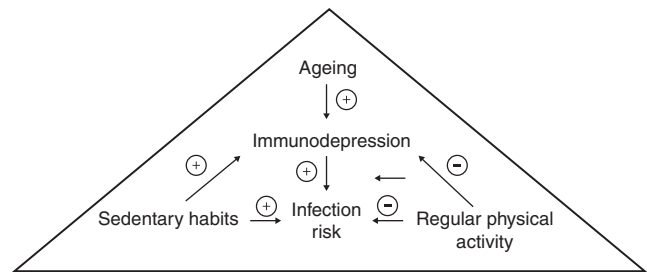 Ageing
+
Immunodepression
+ + −
Sedentary habits + Infection risk − Regular physical activity